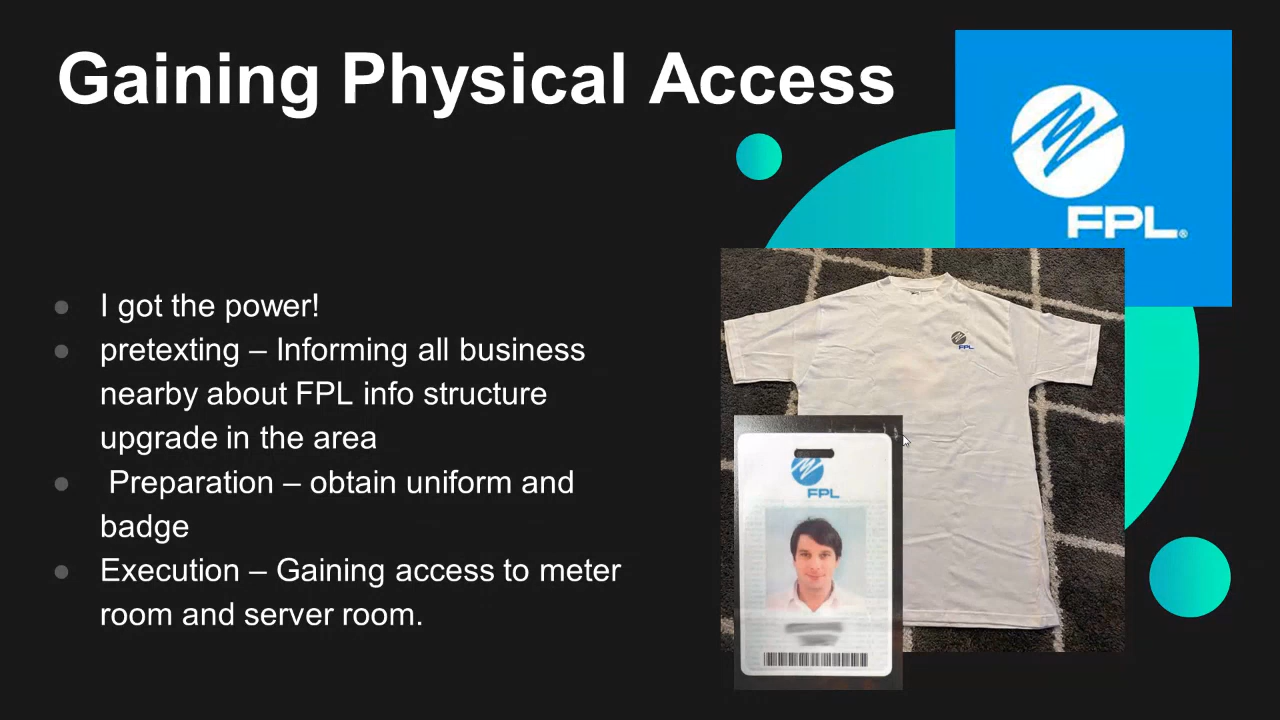 Gaining Physical Access
FPL®
I got the power!
pretexting – Informing all business
nearby about FPL info structure
upgrade in the area
Preparation – obtain uniform and
badge
Execution – Gaining access to meter
room and server room.
FPL
FPL